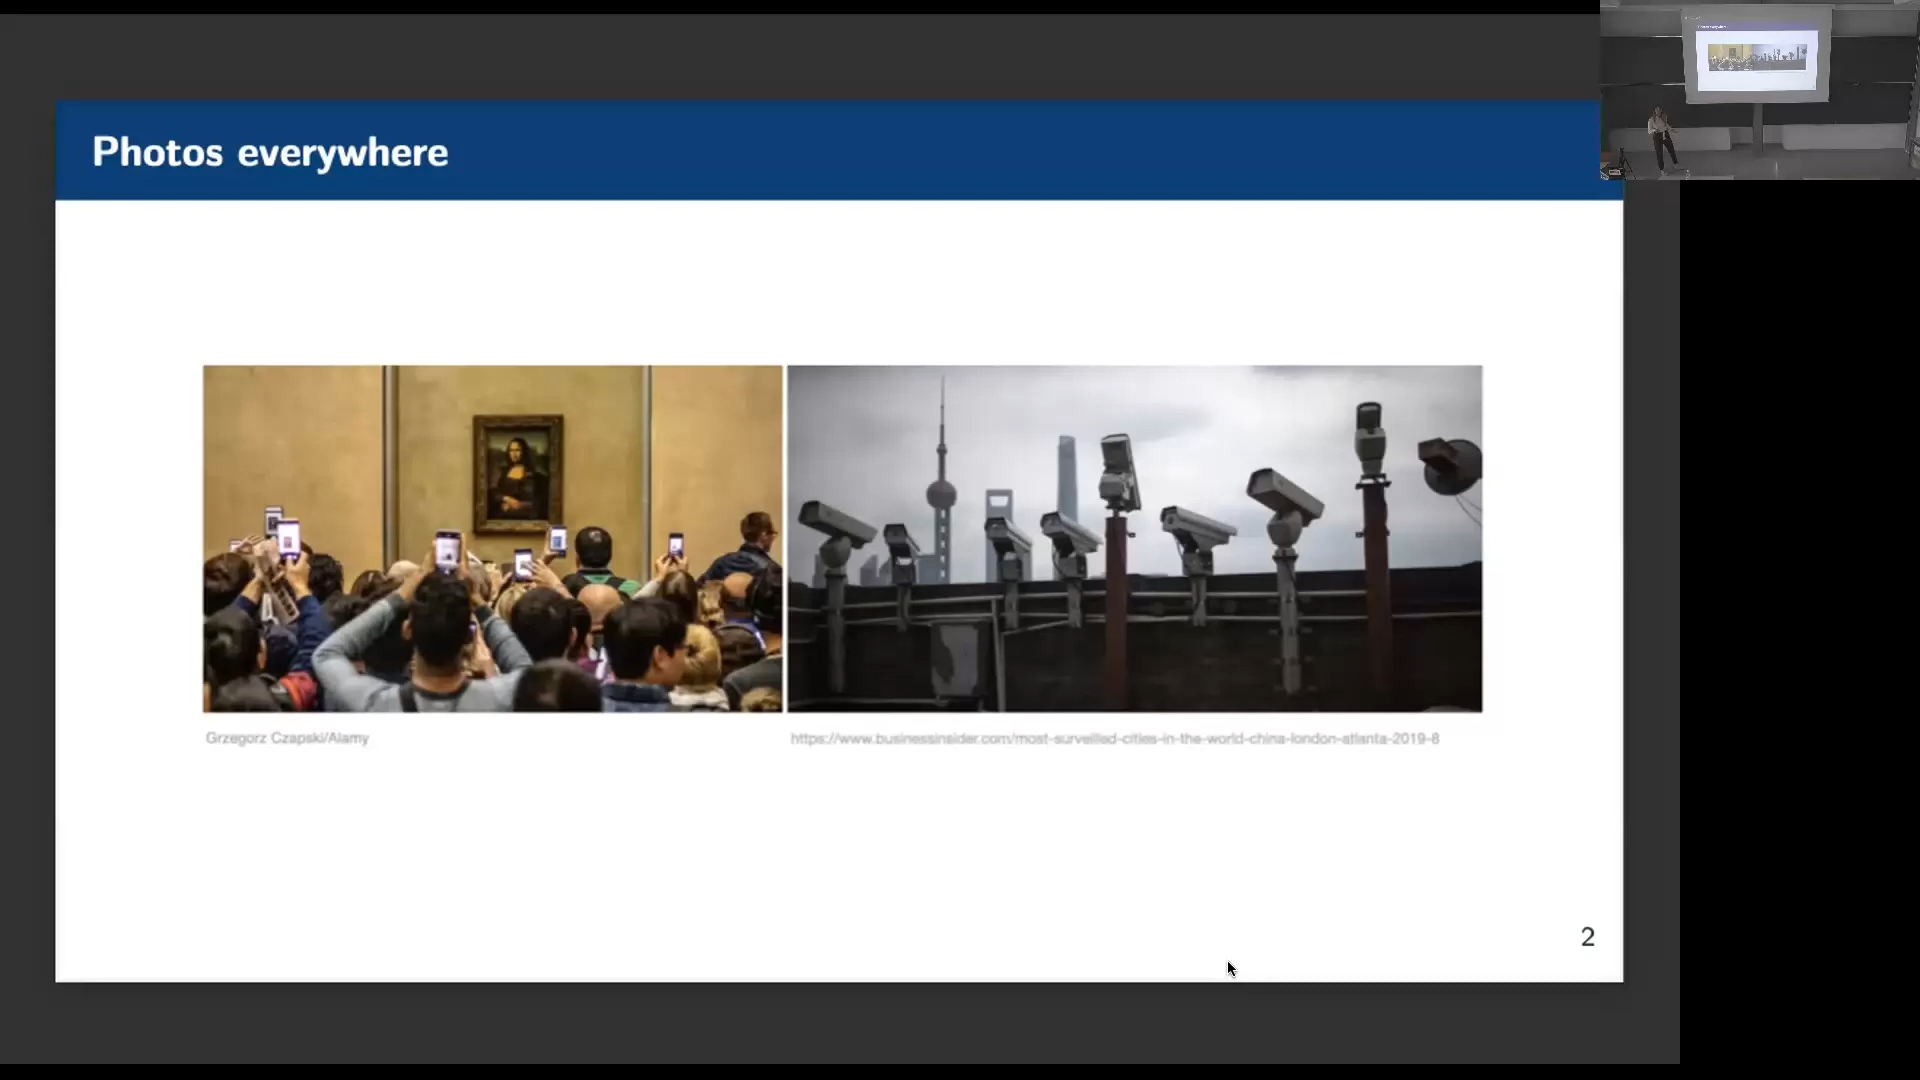 Photos everywhere
Grzegorz Czapski/Alamy
https://www.businessinsider.com/most-surveilled-cities-in-the-world-china-london-atlanta-2019-8
2